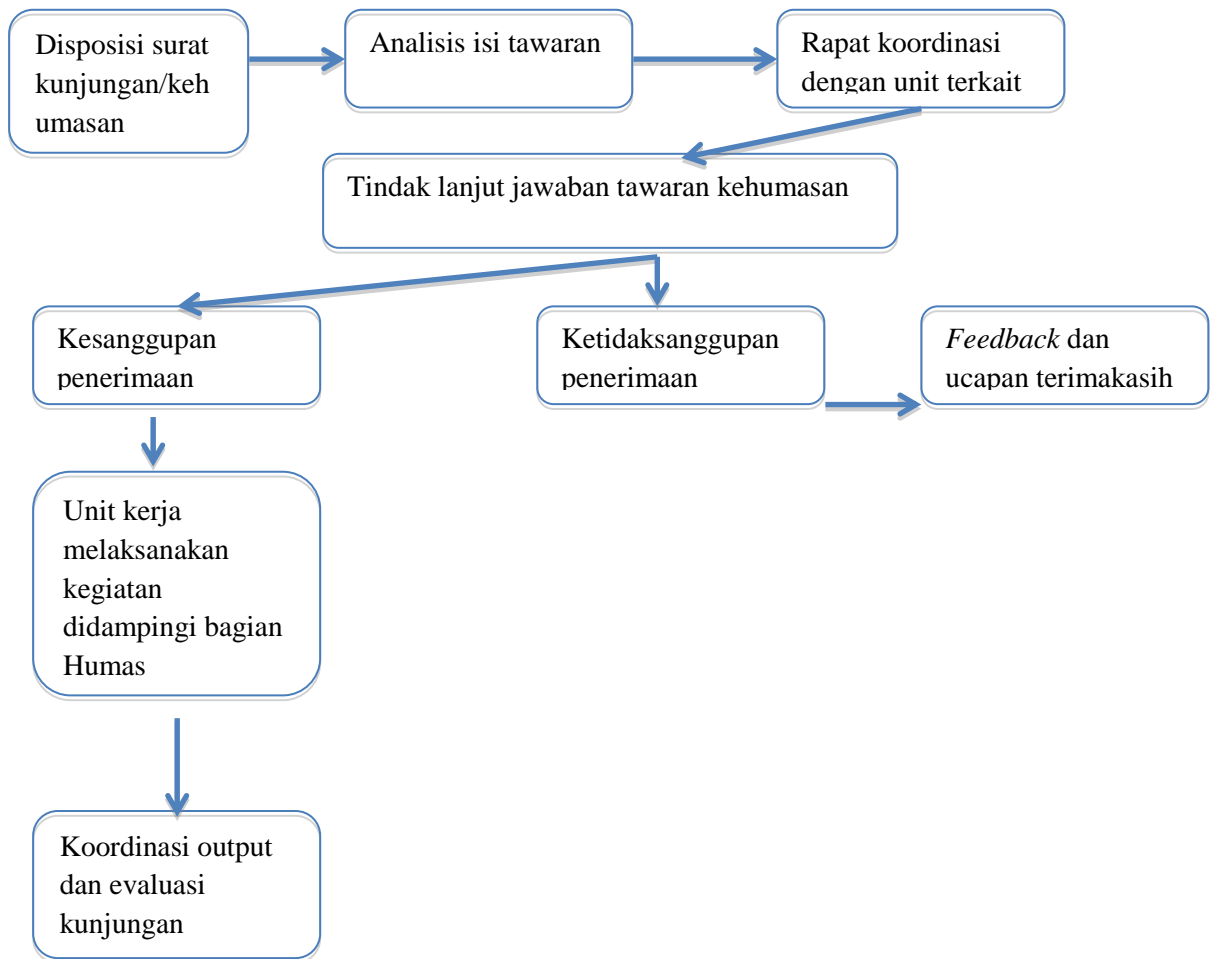 Disposisi surat
kunjungan/keh
umasan
Analisis isi tawaran
Rapat koordinasi
dengan unit terkait
Tindak lanjut jawaban tawaran kehumasan
Kesanggupan
penerimaan
Ketidaksanggupan
penerimaan
Feedback dan
ucapan terimakasih
Unit kerja
melaksanakan
kegiatan
didampingi bagian
Humas
Koordinasi output
dan evaluasi
kunjungan